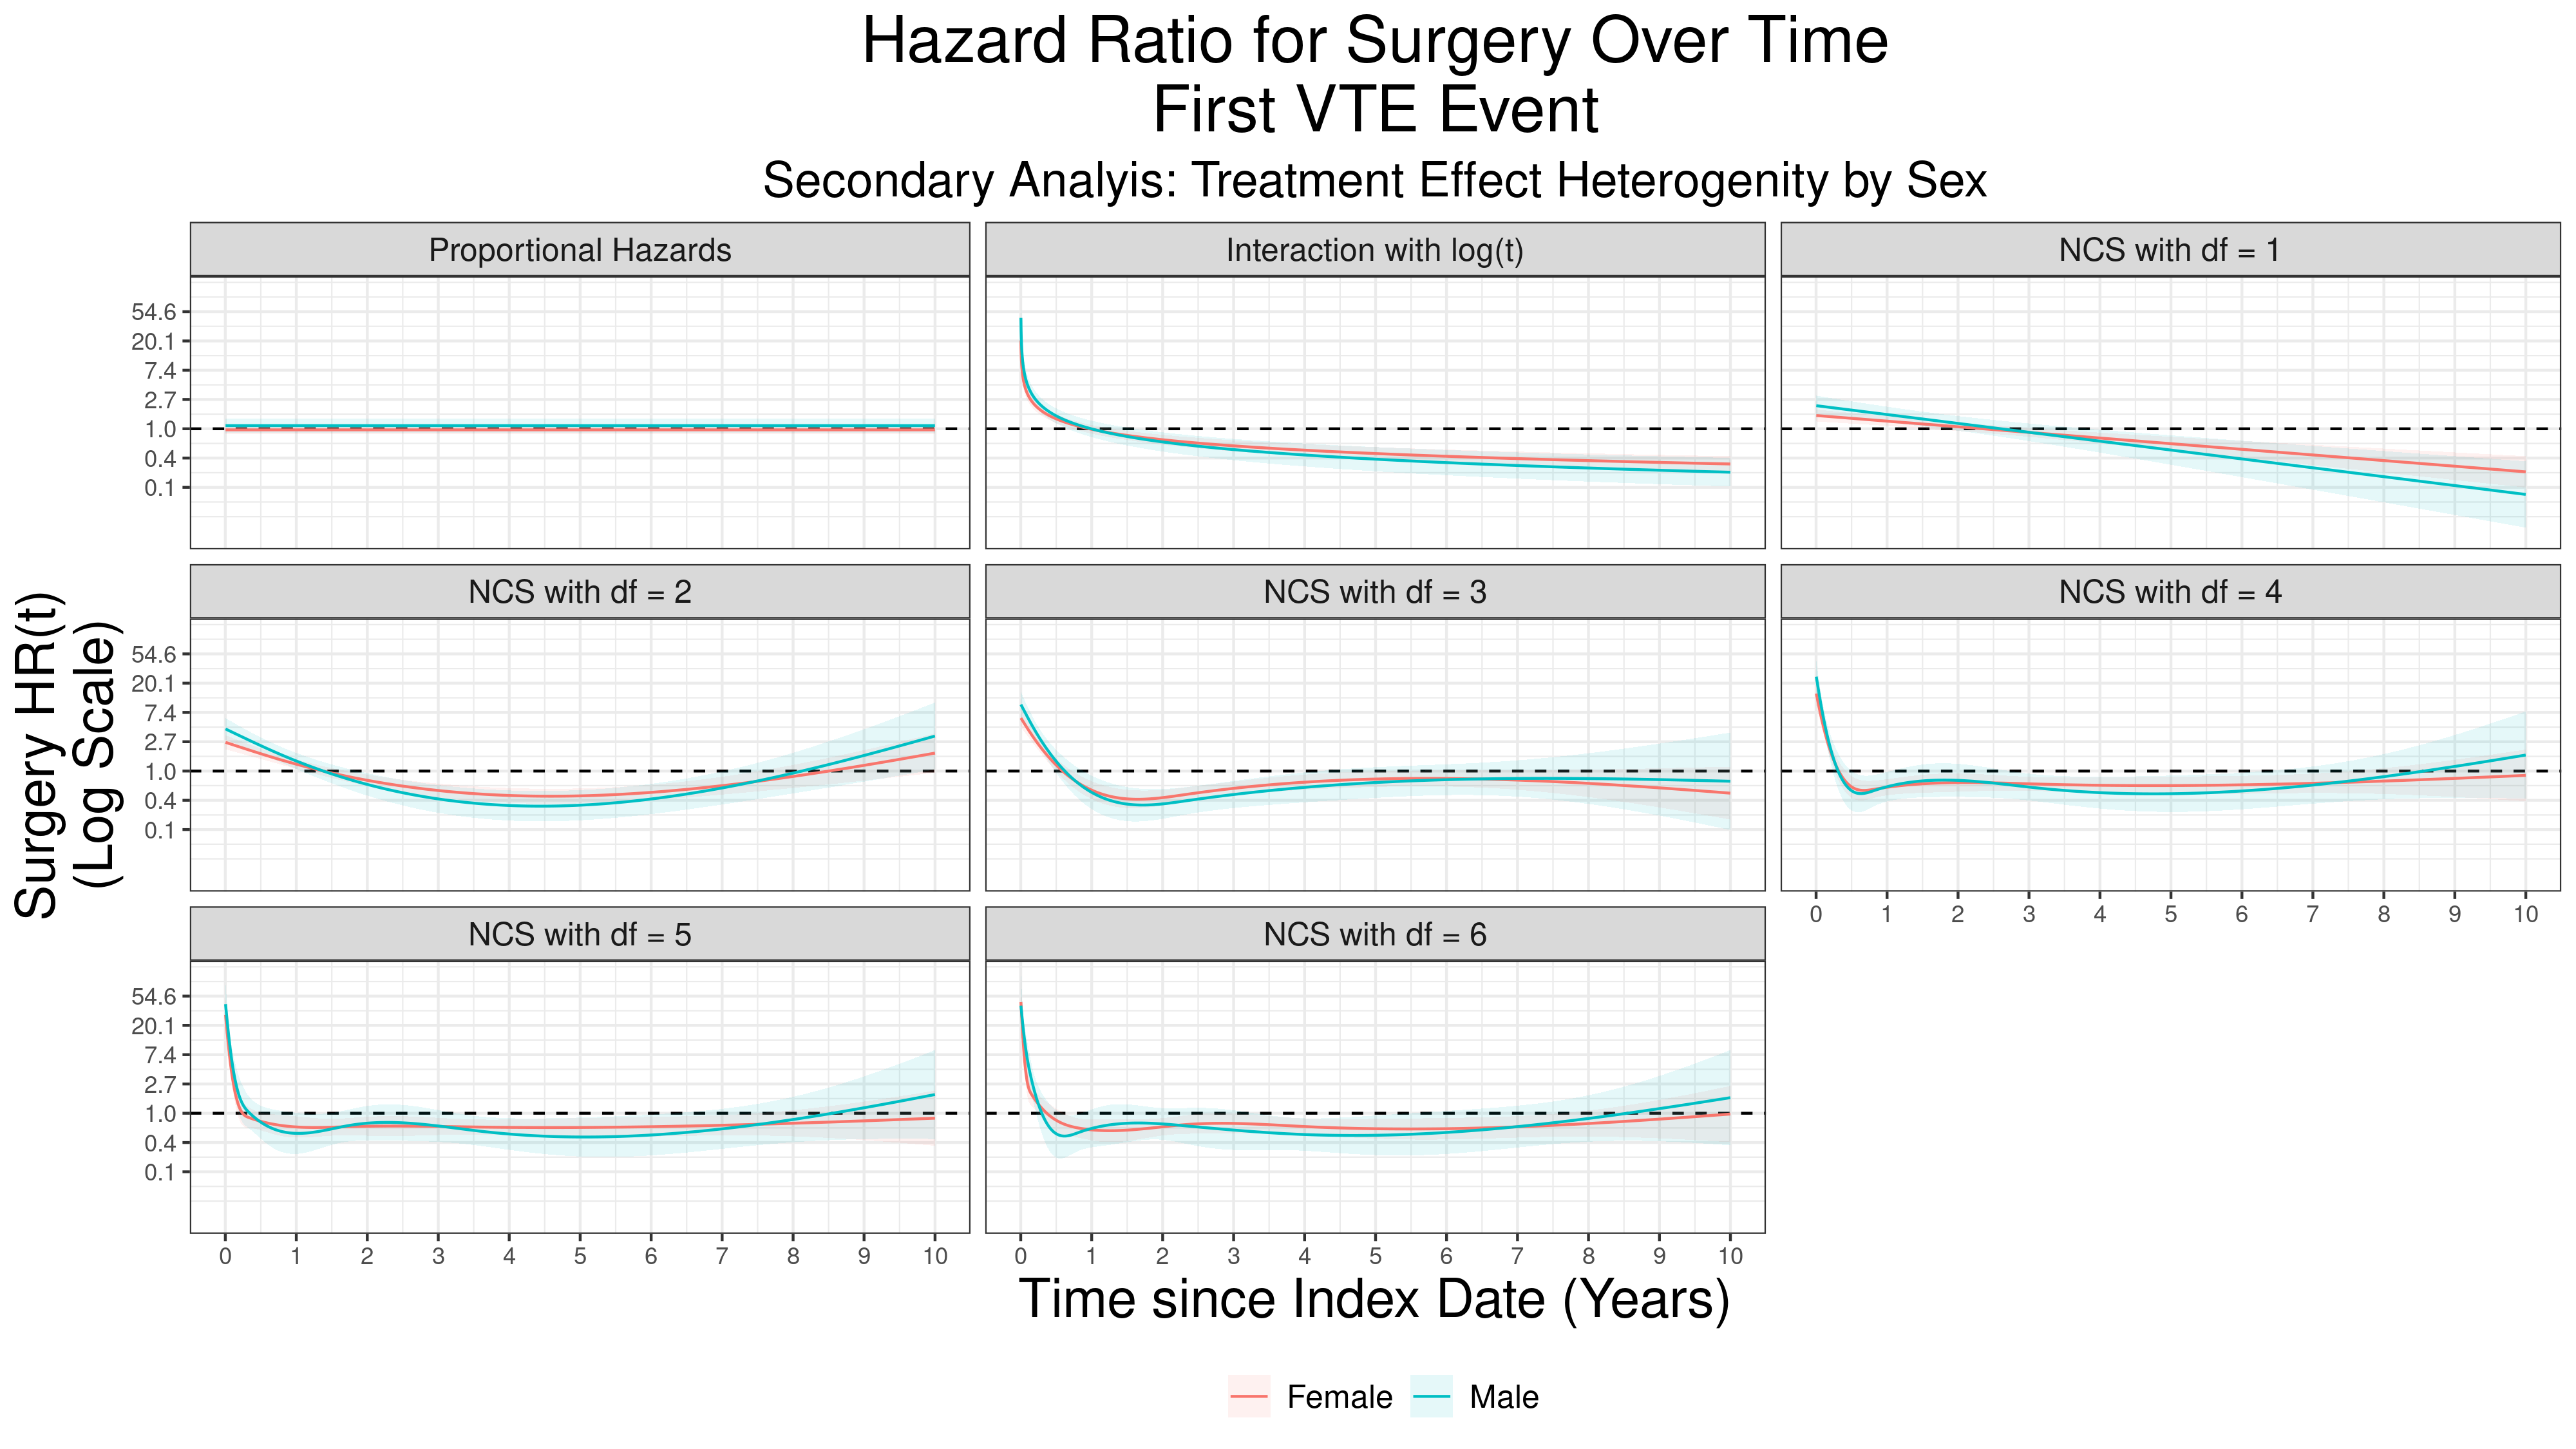 Hazard Ratio for Surgery Over Time
First VTE Event
Secondary Analyis: Treatment Effect Heterogenity by Sex
Proportional Hazards
Interaction with log(t)
NCS with df = 1
54.6
20.1
7.4
2.7
1.0
0.4
0.1
NCS with df = 2
NCS with df = 3
NCS with df = 4
Surgery HR(t)
(Log Scale)
54.6
20.1
7.4
2.7
1.0
0.4
0.1
0 1 2 3 4 5 6 7 8 9 10
NCS with df = 5
NCS with df = 6
54.6
20.1
7.4
2.7
1.0
0.4
0.1
0 1 2 3 4 5 6 7 8 9 10
0 1 2 3 4 5 6 7 8 9 10
Time since Index Date (Years)
Female Male